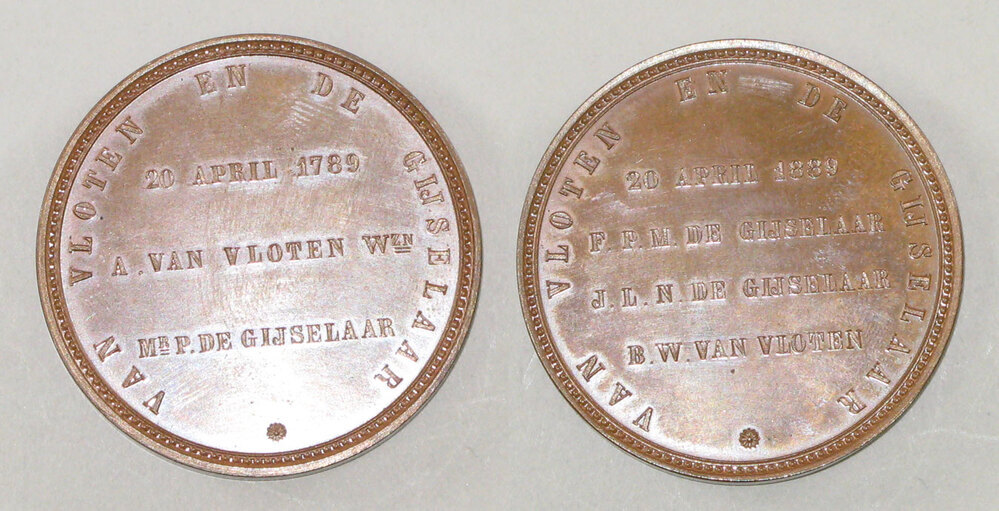 VAN VLOTEN EN DE GIJSELAAR
20 APRIL 1789
A. VAN VLOTEN WZN
MR P. DE GIJSELAAR
VAN VLOTEN EN DE GIJSELAAR
20 APRIL 1889
F. P. M. DE GIJSELAAR
J. L. N. DE GIJSELAAR
B. W. VAN VLOTEN